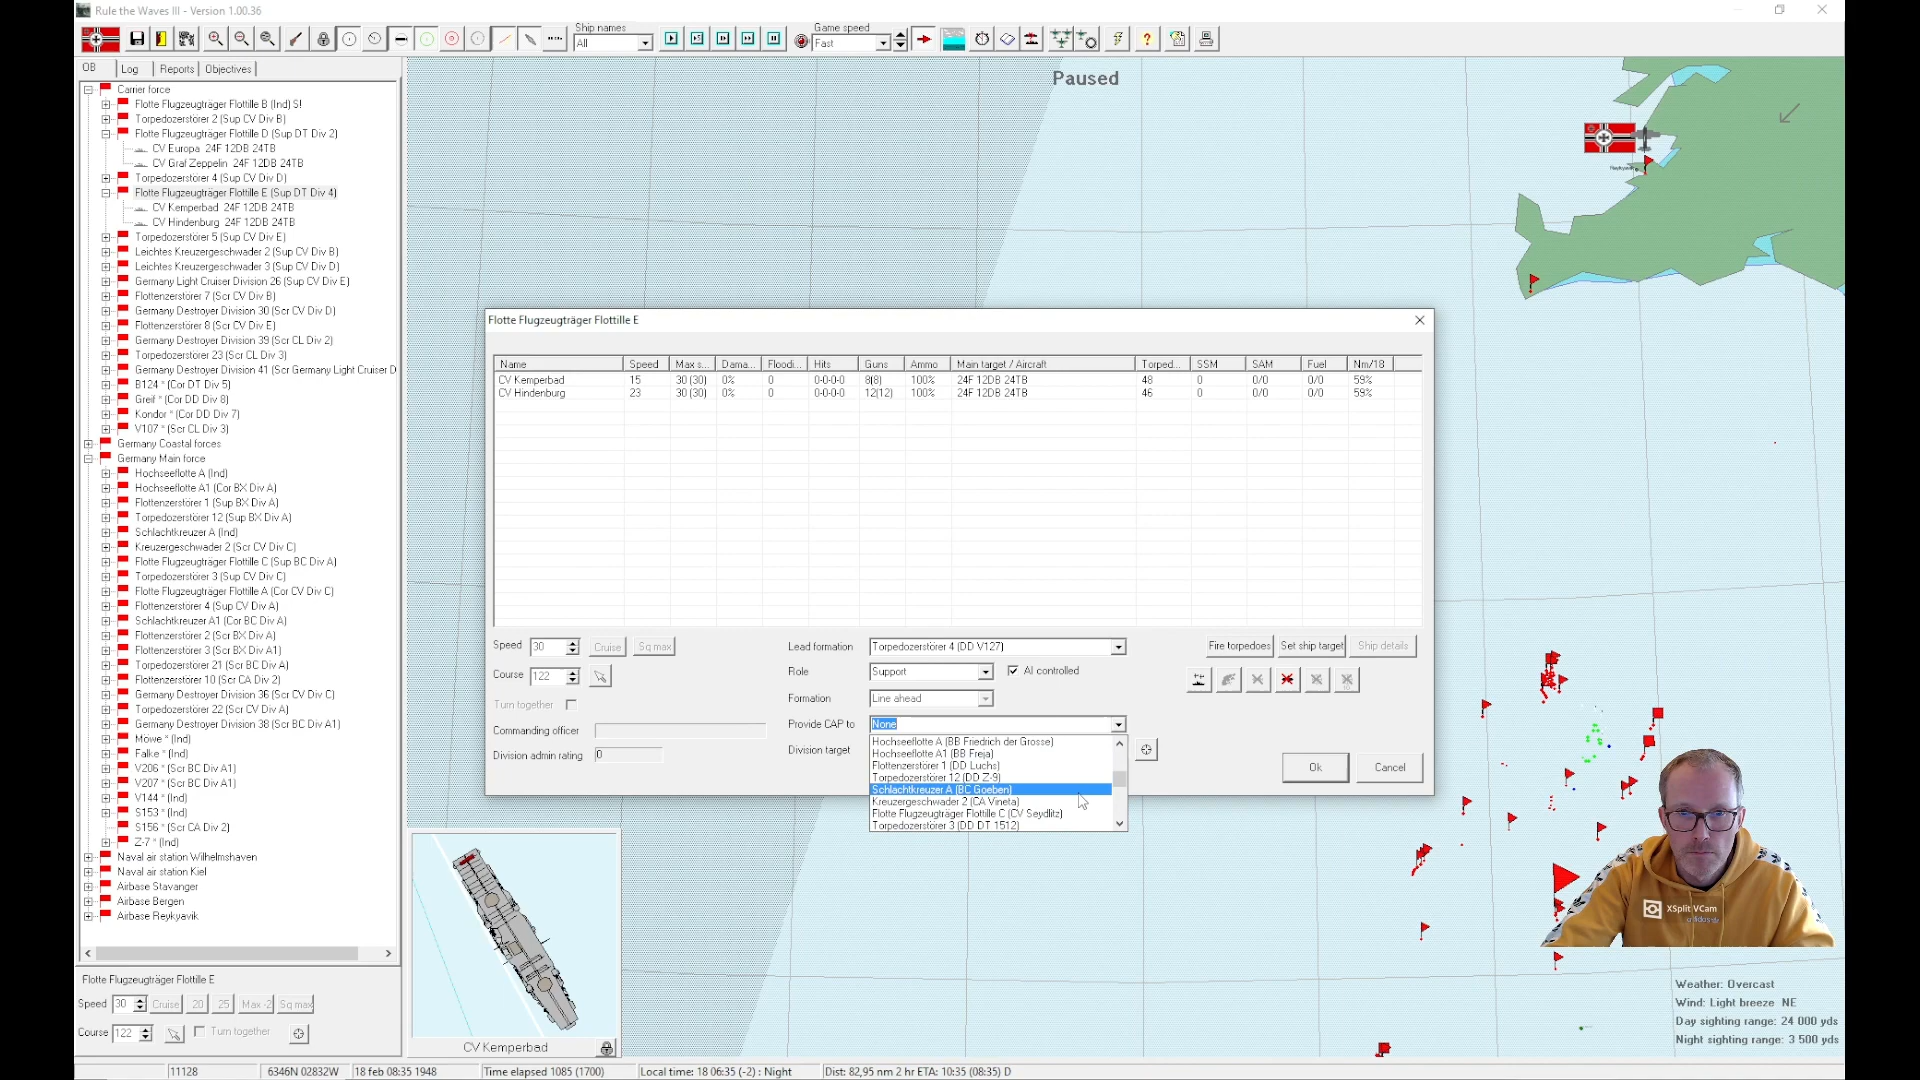 Rule the Waves III - Version 1.00.36
Ship names
All
Game speed
Fast
OB
Log
Reports
Objectives
Paused
Carrier force
Flotte Flugzeugträger Flottille B (Ind) S!
Torpedozerstörer 2 (Sup CV Div B)
Flotte Flugzeugträger Flottille D (Sup DT Div 2)
CV Europa 24F 12DB 24TB
CV Graf Zeppelin 24F 12DB 24TB
Torpedozerstörer 4 (Sup CV Div D)
Flotte Flugzeugträger Flottille E (Sup DT Div 4)
CV Kemperbad 24F 12DB 24TB
CV Hindenburg 24F 12DB 24TB
Torpedozerstörer 5 (Sup CV Div E)
Leichtes Kreuzergeschwader 2 (Sup CV Div B)
Leichtes Kreuzergeschwader 3 (Sup CV Div D)
Germany Light Cruiser Division 26 (Sup CV Div E)
Flottenzerstörer 7 (Scr CV Div B)
Germany Destroyer Division 30 (Scr CV Div D)
Flottenzerstörer 8 (Scr CV Div E)
Germany Destroyer Division 39 (Scr CL Div 2)
Torpedozerstörer 23 (Scr CL Div 3)
Germany Destroyer Division 41 (Scr Germany Light Cruiser D
B124 * (Cor DT Div 5)
Greif * (Cor DD Div 8)
Kondor * (Cor DD Div 7)
V107 * (Scr CL Div 3)
Germany Coastal forces
Germany Main force
Hochseeflotte A (Ind)
Hochseeflotte A1 (Cor BX Div A)
Flottenzerstörer 1 (Sup BX Div A)
Torpedozerstörer 12 (Sup BX Div A)
Schlachtkreuzer A (Ind)
Kreuzergeschwader 2 (Scr CV Div C)
Flotte Flugzeugträger Flottille C (Sup BC Div A)
Torpedozerstörer 3 (Sup CV Div C)
Flotte Flugzeugträger Flottille A (Cor CV Div C)
Flottenzerstörer 4 (Sup CV Div A)
Schlachtkreuzer A1 (Cor BC Div A)
Flottenzerstörer 2 (Scr BX Div A)
Flottenzerstörer 3 (Scr BX Div A1)
Torpedozerstörer 21 (Scr BC Div A)
Flottenzerstörer 10 (Scr CA Div 2)
Germany Destroyer Division 36 (Scr CV Div C)
Torpedozerstörer 22 (Scr CV Div A)
Germany Destroyer Division 38 (Scr BC Div A1)
Möwe * (Ind)
Falke * (Ind)
V206 * (Scr BC Div A1)
V207 * (Scr BC Div A1)
V144 * (Ind)
S153 * (Ind)
S156 * (Scr CA Div 2)
Z-7 * (Ind)
Naval air station Wilhelmshaven
Naval air station Kiel
Airbase Stavanger
Airbase Bergen
Airbase Reykyavik
Flotte Flugzeugträger Flottille E
Name Speed Max s... Dama... Floodi... Hits Guns Ammo Main target / Aircraft Torped... SSM SAM Fuel Nm/18
CV Kemperbad 15 30 (30) 0% 0 0-0-0-0 8(8) 100% 24F 12DB 24TB 48 0 0/0 0/0 59%
CV Hindenburg 23 30 (30) 0% 0 0-0-0-0 12(12) 100% 24F 12DB 24TB 46 0 0/0 0/0 59%
Speed 30 Cruise Sq max
Course 122
Turn together
Commanding officer
Division admin rating 0
Lead formation Torpedozerstörer 4 (DD V127)
Role Support AI controlled
Formation Line ahead
Provide CAP to None
Division target
Hochseeflotte A (BB Friedrich der Grosse)
Hochseeflotte A1 (BB Freja)
Flottenzerstörer 1 (DD Luchs)
Torpedozerstörer 12 (DD Z-9)
Schlachtkreuzer A (BC Goeben)
Kreuzergeschwader 2 (CA Vineta)
Flotte Flugzeugträger Flottille C (CV Seydlitz)
Torpedozerstörer 3 (DD DT 1512)
Fire torpedoes Set ship target Ship details
Ok Cancel
XSplit VCam
Flotte Flugzeugträger Flottille E
Speed 30 Cruise 20 25 Max -2 Sq max
Course 122 Turn together
CV Kemperbad
Weather: Overcast
Wind: Light breeze NE
Day sighting range: 24 000 yds
Night sighting range: 3 500 yds
11128 6346N 02832W 18 feb 08:35 1948 Time elapsed 1085 (1700) Local time: 18 06:35 (-2) : Night Dist: 82,95 nm 2 hr ETA: 10:35 (08:35) D